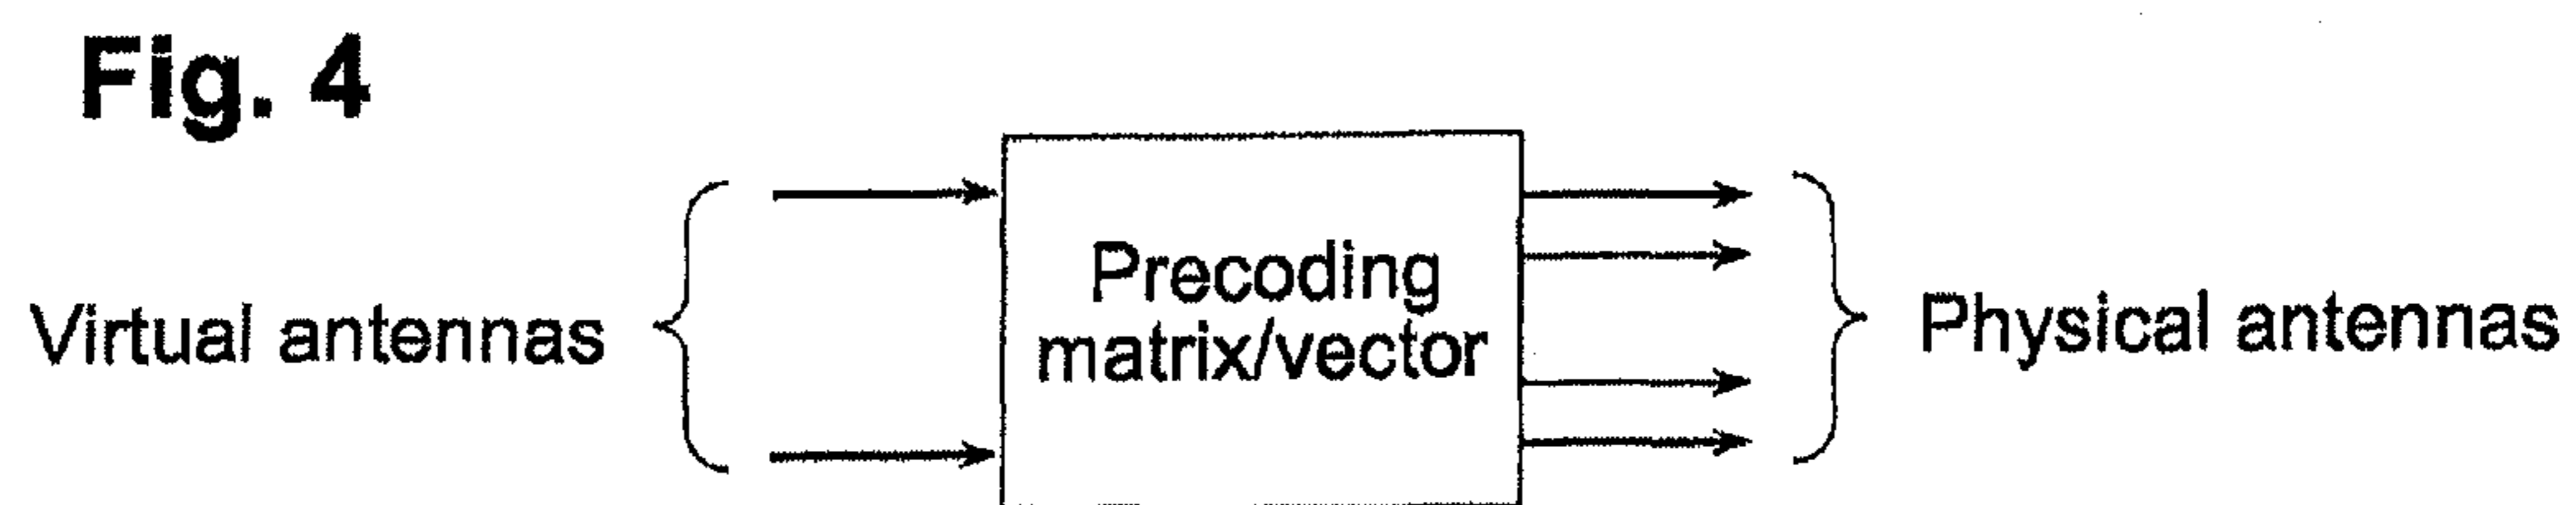 Fig. 4
Virtual antennas
Precoding
matrix/vector
Physical antennas